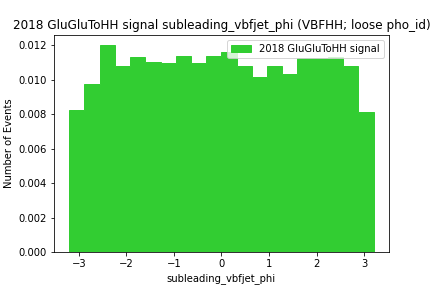 2018 GluGluToHH signal subleading_vbfjet_phi (VBFHH; loose pho_id)
2018 GluGluToHH signal
0.012
0.010
0.008
0.006
0.004
0.002
0.000
Number of Events
−3 −2 −1 0 1 2 3
subleading_vbfjet_phi